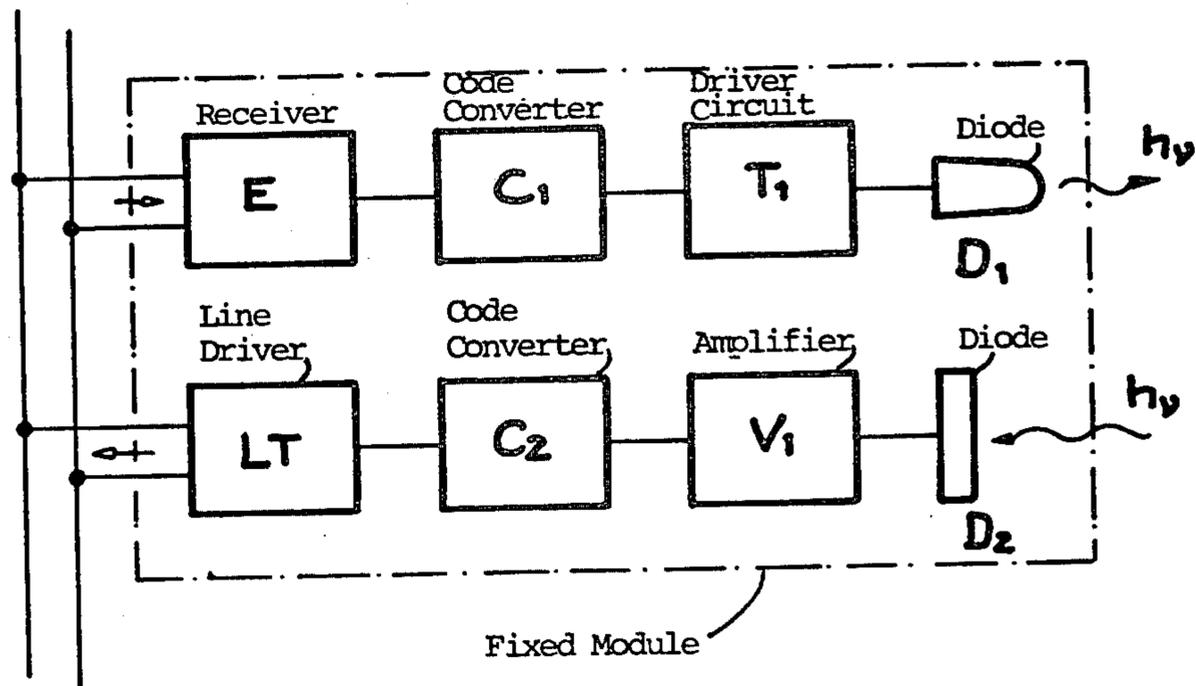 Receiver
Code
Converter
Driver
Circuit
Diode
hν
E
C1
T1
D1
Line
Driver
Code
Converter
Amplifier
Diode
hν
LT
C2
V1
D2
Fixed Module